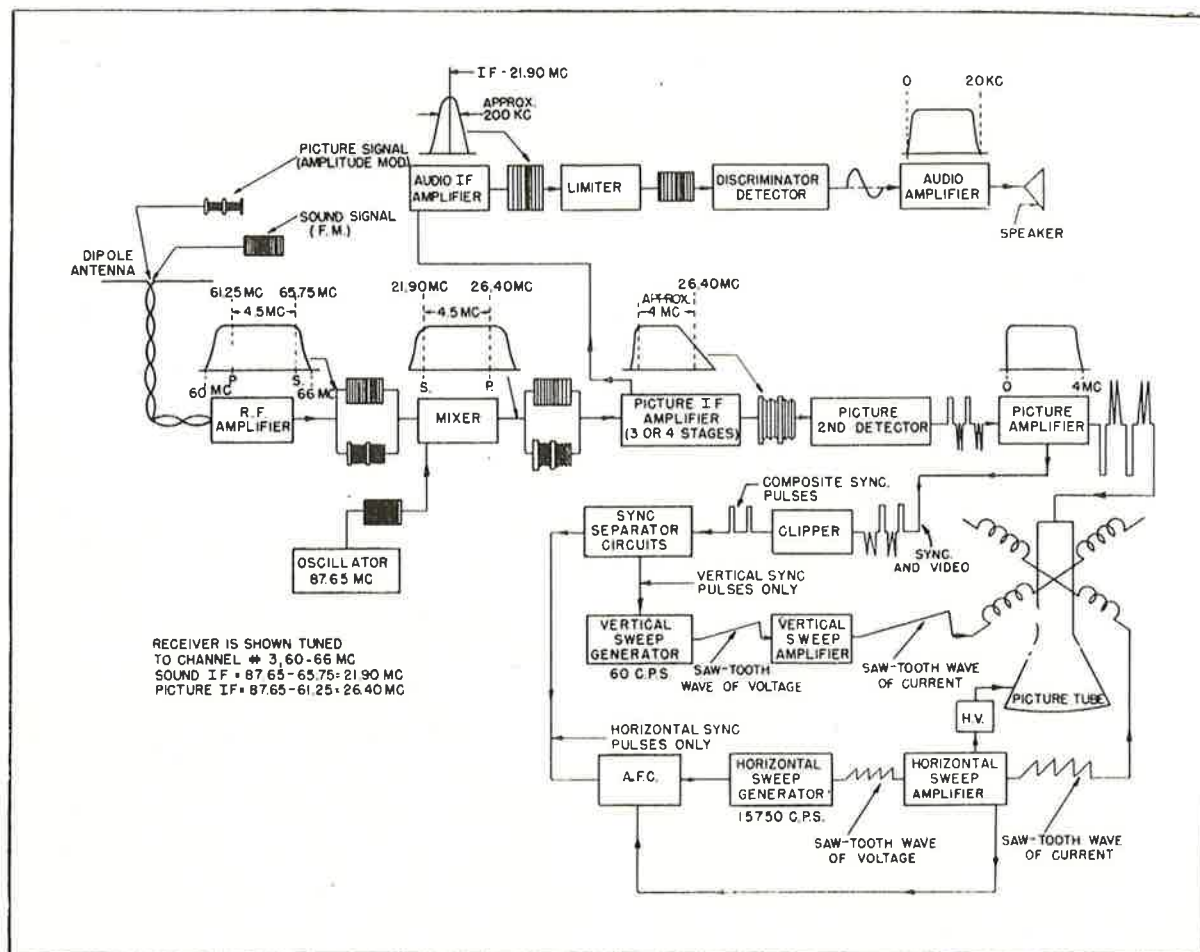 IF - 21.90 MC
APPROX.
200 KC
0
20 KC
PICTURE SIGNAL
(AMPLITUDE MOD)
AUDIO IF
AMPLIFIER
LIMITER
DISCRIMINATOR
DETECTOR
AUDIO
AMPLIFIER
SPEAKER
SOUND SIGNAL
(F.M.)
DIPOLE
ANTENNA
61.25 MC
65.75 MC
4.5 MC
60 MC
P.
S.
66 MC
R.F.
AMPLIFIER
21.90 MC
26.40 MC
4.5 MC
S.
P.
MIXER
26.40 MC
APPROX.
4 MC
PICTURE IF
AMPLIFIER
(3 OR 4 STAGES)
PICTURE
2ND DETECTOR
0
4 MC
PICTURE
AMPLIFIER
OSCILLATOR
87.65 MC
COMPOSITE SYNC.
PULSES
SYNC
SEPARATOR
CIRCUITS
CLIPPER
SYNC.
AND VIDEO
VERTICAL SYNC
PULSES ONLY
VERTICAL
SWEEP
GENERATOR
60 C.P.S.
SAW-TOOTH
WAVE OF VOLTAGE
VERTICAL
SWEEP
AMPLIFIER
SAW-TOOTH WAVE
OF CURRENT
PICTURE TUBE
H.V.
RECEIVER IS SHOWN TUNED
TO CHANNEL # 3, 60-66 MC
SOUND IF = 87.65-65.75 = 21.90 MC
PICTURE IF = 87.65-61.25 = 26.40 MC
HORIZONTAL SYNC
PULSES ONLY
A.F.C.
HORIZONTAL
SWEEP
GENERATOR
15750 C.P.S.
SAW-TOOTH WAVE
OF VOLTAGE
HORIZONTAL
SWEEP
AMPLIFIER
SAW-TOOTH WAVE
OF CURRENT